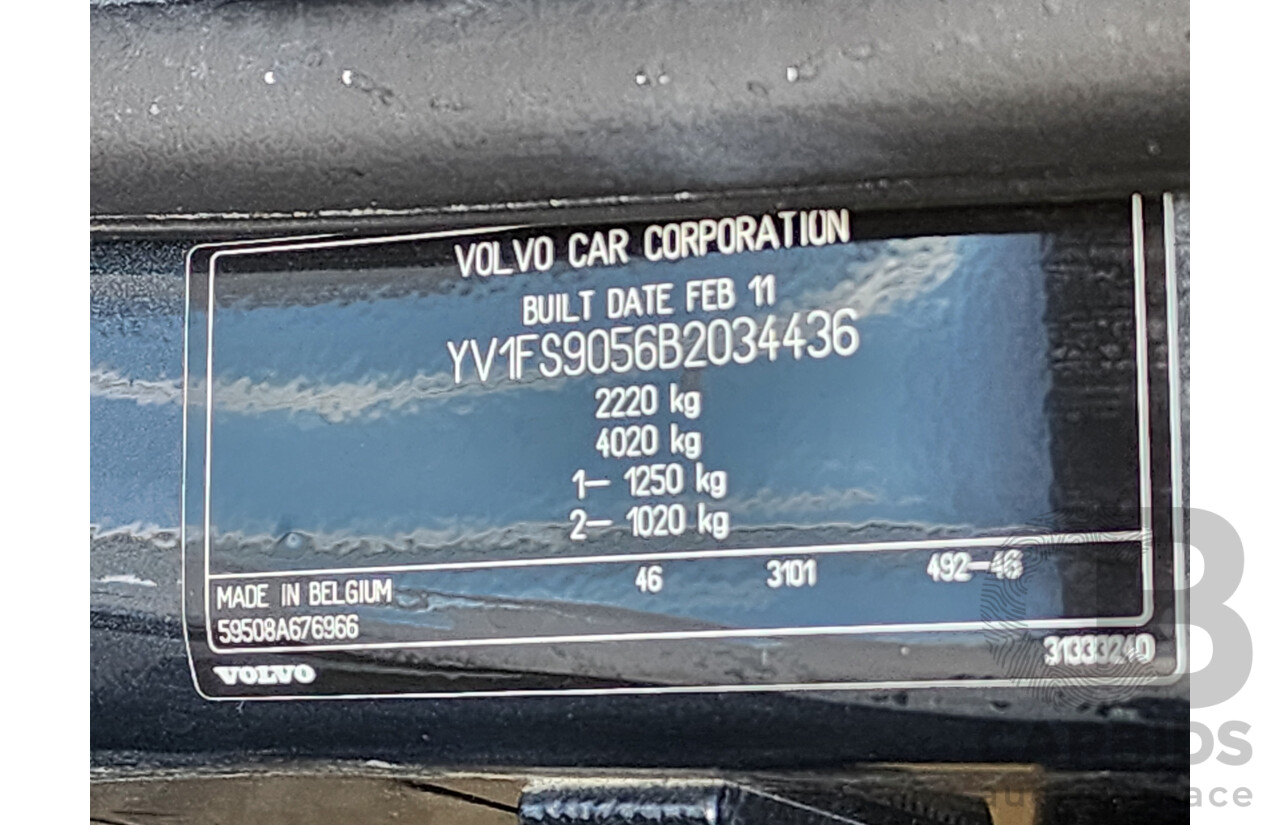 VOLVO CAR CORPORATION
BUILT DATE FEB 11
YV1FS9056B2034436
2220 kg
4020 kg
1– 1250 kg
2– 1020 kg
MADE IN BELGIUM 46 3101 492–46
59508A676966
VOLVO 31333240